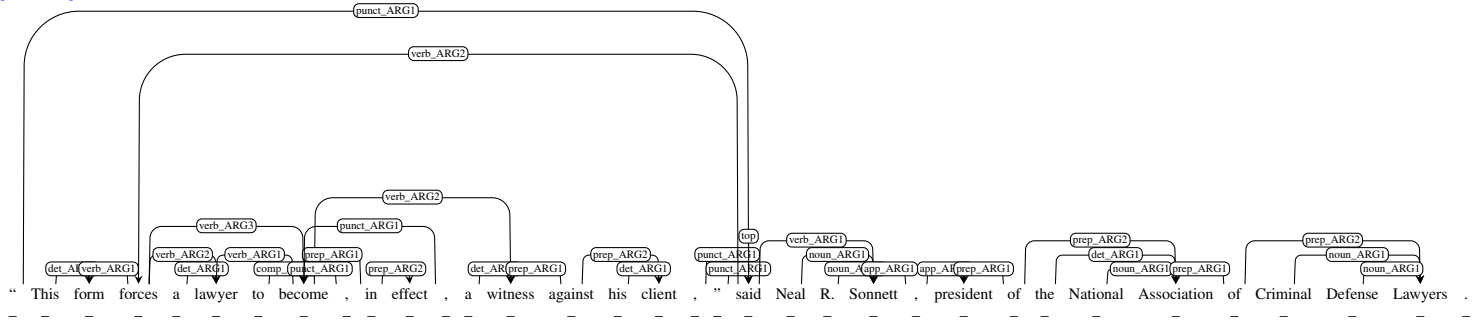 punct_ARG1
verb_ARG2
verb_ARG2
verb_ARG3 punct_ARG1
top
verb_ARG1 prep_ARG2 prep_ARG2
verb_ARG2 verb_ARG1 prep_ARG1 prep_ARG2 punct_ARG1 noun_ARG1 det_ARG1 noun_ARG1
verb_ARG1 det_ARG1 punct_ARG1 prep_ARG2 prep_ARG1 det_ARG1 punct_ARG1 app_ARG1 prep_ARG1 noun_ARG1 prep_ARG1 noun_ARG1
“ This form forces a lawyer to become , in effect , a witness against his client , ” said Neal R. Sonnett , president of the National Association of Criminal Defense Lawyers .